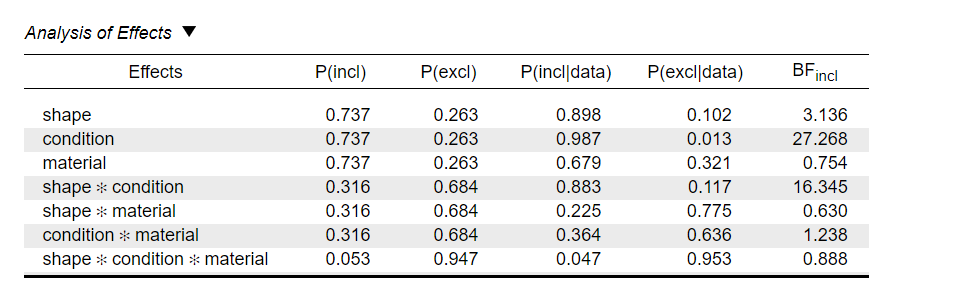 Analysis of Effects ▼
Effects P(incl) P(excl) P(incl|data) P(excl|data) BFincl
shape 0.737 0.263 0.898 0.102 3.136
condition 0.737 0.263 0.987 0.013 27.268
material 0.737 0.263 0.679 0.321 0.754
shape ✻ condition 0.316 0.684 0.883 0.117 16.345
shape ✻ material 0.316 0.684 0.225 0.775 0.630
condition ✻ material 0.316 0.684 0.364 0.636 1.238
shape ✻ condition ✻ material 0.053 0.947 0.047 0.953 0.888